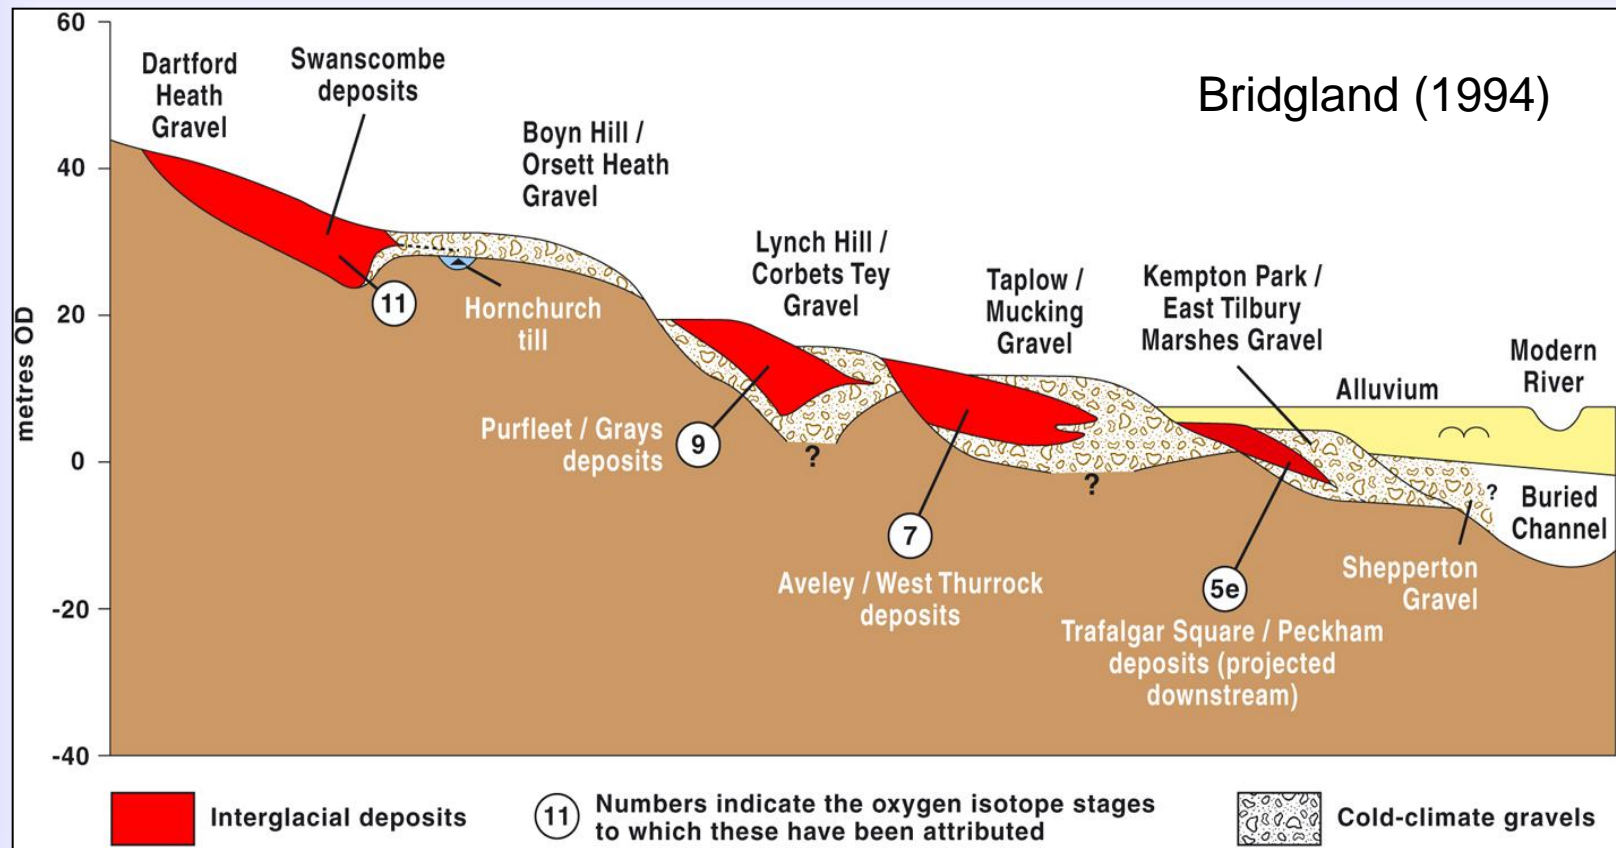 60
40
20
0
-20
-40
metres OD
Dartford
Heath
Gravel
Swanscombe
deposits
Boyn Hill /
Orsett Heath
Gravel
Bridgland (1994)
Lynch Hill /
Corbets Tey
Gravel
Taplow /
Mucking
Gravel
Kempton Park /
East Tilbury
Marshes Gravel
Modern
River
Alluvium
11
Hornchurch
till
Purfleet / Grays
deposits
9
?
7
Aveley / West Thurrock
deposits
?
5e
Trafalgar Square / Peckham
deposits (projected
downstream)
?
Buried
Channel
Shepperton
Gravel
Interglacial deposits
11
Numbers indicate the oxygen isotope stages
to which these have been attributed
Cold-climate gravels